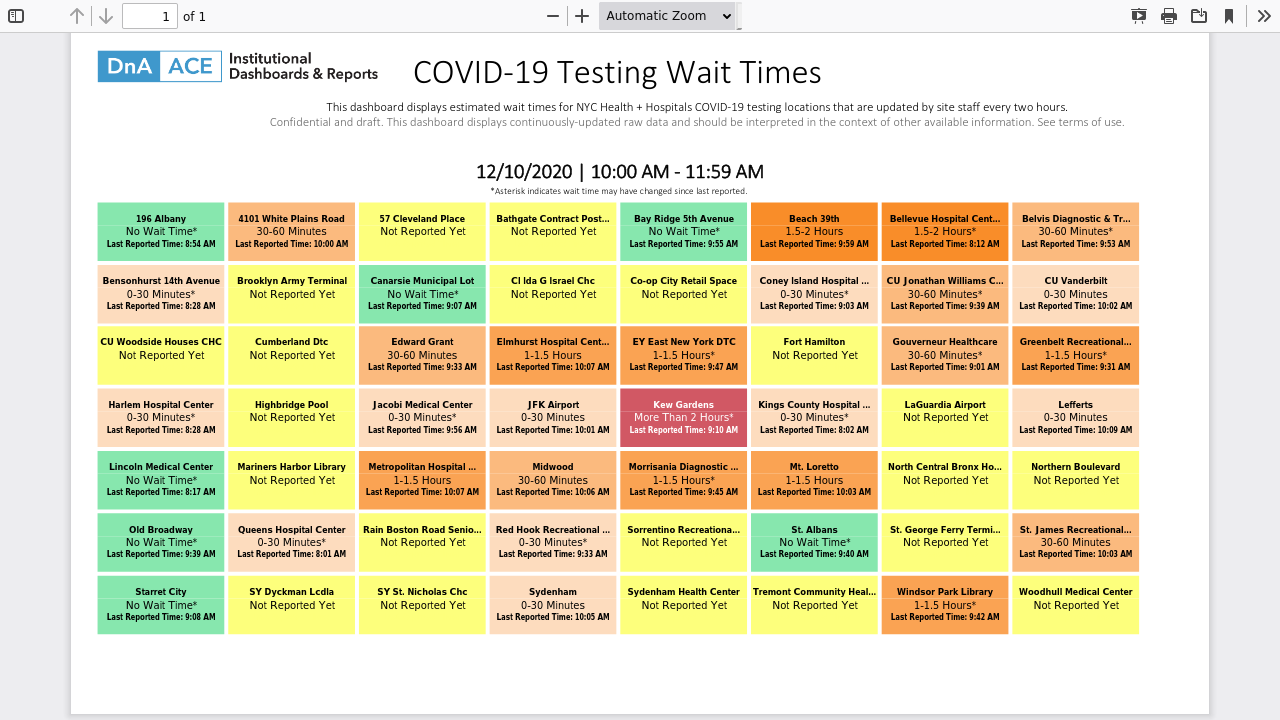 1 of 1
Automatic Zoom
DnA ACE Institutional
Dashboards & Reports
COVID-19 Testing Wait Times
This dashboard displays estimated wait times for NYC Health + Hospitals COVID-19 testing locations that are updated by site staff every two hours.
Confidential and draft. This dashboard displays continuously-updated raw data and should be interpreted in the context of other available information. See terms of use.
12/10/2020 | 10:00 AM - 11:59 AM
*Asterisk indicates wait time may have changed since last reported.
196 Albany
No Wait Time*
Last Reported Time: 8:54 AM
4101 White Plains Road
30-60 Minutes
Last Reported Time: 10:00 AM
57 Cleveland Place
Not Reported Yet
Bathgate Contract Post...
Not Reported Yet
Bay Ridge 5th Avenue
No Wait Time*
Last Reported Time: 9:55 AM
Beach 39th
1.5-2 Hours
Last Reported Time: 9:59 AM
Bellevue Hospital Cent...
1.5-2 Hours*
Last Reported Time: 8:12 AM
Belvis Diagnostic & Tr...
30-60 Minutes*
Last Reported Time: 9:53 AM
Bensonhurst 14th Avenue
0-30 Minutes*
Last Reported Time: 8:28 AM
Brooklyn Army Terminal
Not Reported Yet
Canarsie Municipal Lot
No Wait Time*
Last Reported Time: 9:07 AM
Cl Ida G Israel Chc
Not Reported Yet
Co-op City Retail Space
Not Reported Yet
Coney Island Hospital ...
0-30 Minutes*
Last Reported Time: 9:03 AM
CU Jonathan Williams C...
30-60 Minutes*
Last Reported Time: 9:39 AM
CU Vanderbilt
0-30 Minutes
Last Reported Time: 10:02 AM
CU Woodside Houses CHC
Not Reported Yet
Cumberland Dtc
Not Reported Yet
Edward Grant
30-60 Minutes
Last Reported Time: 9:33 AM
Elmhurst Hospital Cent...
1-1.5 Hours
Last Reported Time: 10:07 AM
EY East New York DTC
1-1.5 Hours*
Last Reported Time: 9:47 AM
Fort Hamilton
Not Reported Yet
Gouverneur Healthcare
30-60 Minutes*
Last Reported Time: 9:01 AM
Greenbelt Recreational...
1-1.5 Hours*
Last Reported Time: 9:31 AM
Harlem Hospital Center
0-30 Minutes*
Last Reported Time: 8:28 AM
Highbridge Pool
Not Reported Yet
Jacobi Medical Center
0-30 Minutes*
Last Reported Time: 9:56 AM
JFK Airport
0-30 Minutes
Last Reported Time: 10:01 AM
Kew Gardens
More Than 2 Hours*
Last Reported Time: 9:10 AM
Kings County Hospital ...
0-30 Minutes*
Last Reported Time: 8:02 AM
LaGuardia Airport
Not Reported Yet
Lefferts
0-30 Minutes
Last Reported Time: 10:09 AM
Lincoln Medical Center
No Wait Time*
Last Reported Time: 8:17 AM
Mariners Harbor Library
Not Reported Yet
Metropolitan Hospital ...
1-1.5 Hours
Last Reported Time: 10:07 AM
Midwood
30-60 Minutes
Last Reported Time: 10:06 AM
Morrisania Diagnostic ...
1-1.5 Hours*
Last Reported Time: 9:45 AM
Mt. Loretto
1-1.5 Hours
Last Reported Time: 10:03 AM
North Central Bronx Ho...
Not Reported Yet
Northern Boulevard
Not Reported Yet
Old Broadway
No Wait Time*
Last Reported Time: 9:39 AM
Queens Hospital Center
0-30 Minutes*
Last Reported Time: 8:01 AM
Rain Boston Road Senio...
Not Reported Yet
Red Hook Recreational ...
0-30 Minutes*
Last Reported Time: 9:33 AM
Sorrentino Recreationa...
Not Reported Yet
St. Albans
No Wait Time*
Last Reported Time: 9:40 AM
St. George Ferry Termi...
Not Reported Yet
St. James Recreational...
30-60 Minutes
Last Reported Time: 10:03 AM
Starret City
No Wait Time*
Last Reported Time: 9:08 AM
SY Dyckman Lcdla
Not Reported Yet
SY St. Nicholas Chc
Not Reported Yet
Sydenham
0-30 Minutes
Last Reported Time: 10:05 AM
Sydenham Health Center
Not Reported Yet
Tremont Community Heal...
Not Reported Yet
Windsor Park Library
1-1.5 Hours*
Last Reported Time: 9:42 AM
Woodhull Medical Center
Not Reported Yet